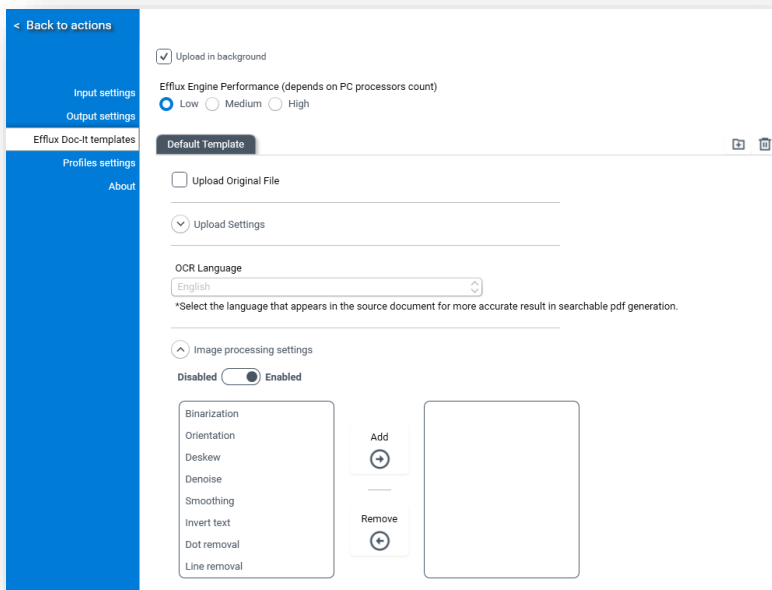 < Back to actions
Upload in background
Efflux Engine Performance (depends on PC processors count)
Low Medium High
Input settings
Output settings
Efflux Doc-It templates
Profiles settings
About
Default Template
Upload Original File
Upload Settings
OCR Language
English
*Select the language that appears in the source document for more accurate result in searchable pdf generation.
Image processing settings
Disabled Enabled
Binarization
Orientation
Deskew
Denoise
Smoothing
Invert text
Dot removal
Line removal
Add
Remove